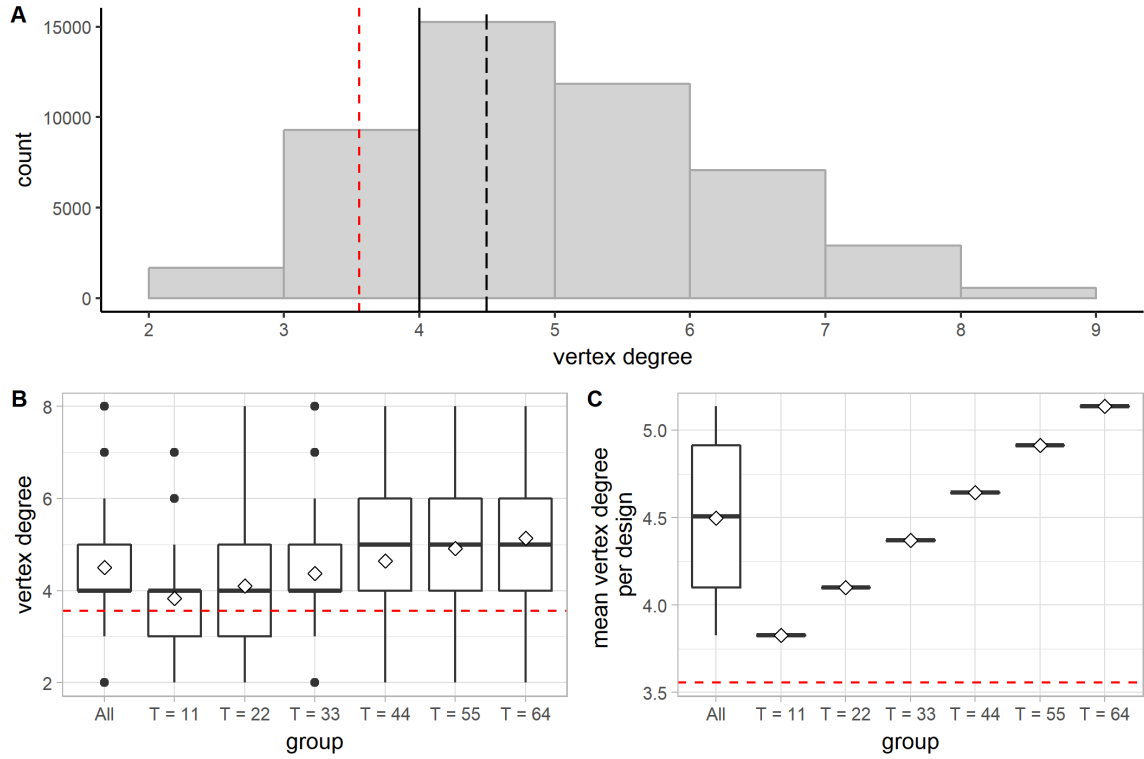 A
15000
10000
5000
0
count
2 3 4 5 6 7 8 9
vertex degree
B
8
6
4
2
vertex degree
All T = 11 T = 22 T = 33 T = 44 T = 55 T = 64
group
C
5.0
4.5
4.0
3.5
mean vertex degree
per design
All T = 11 T = 22 T = 33 T = 44 T = 55 T = 64
group